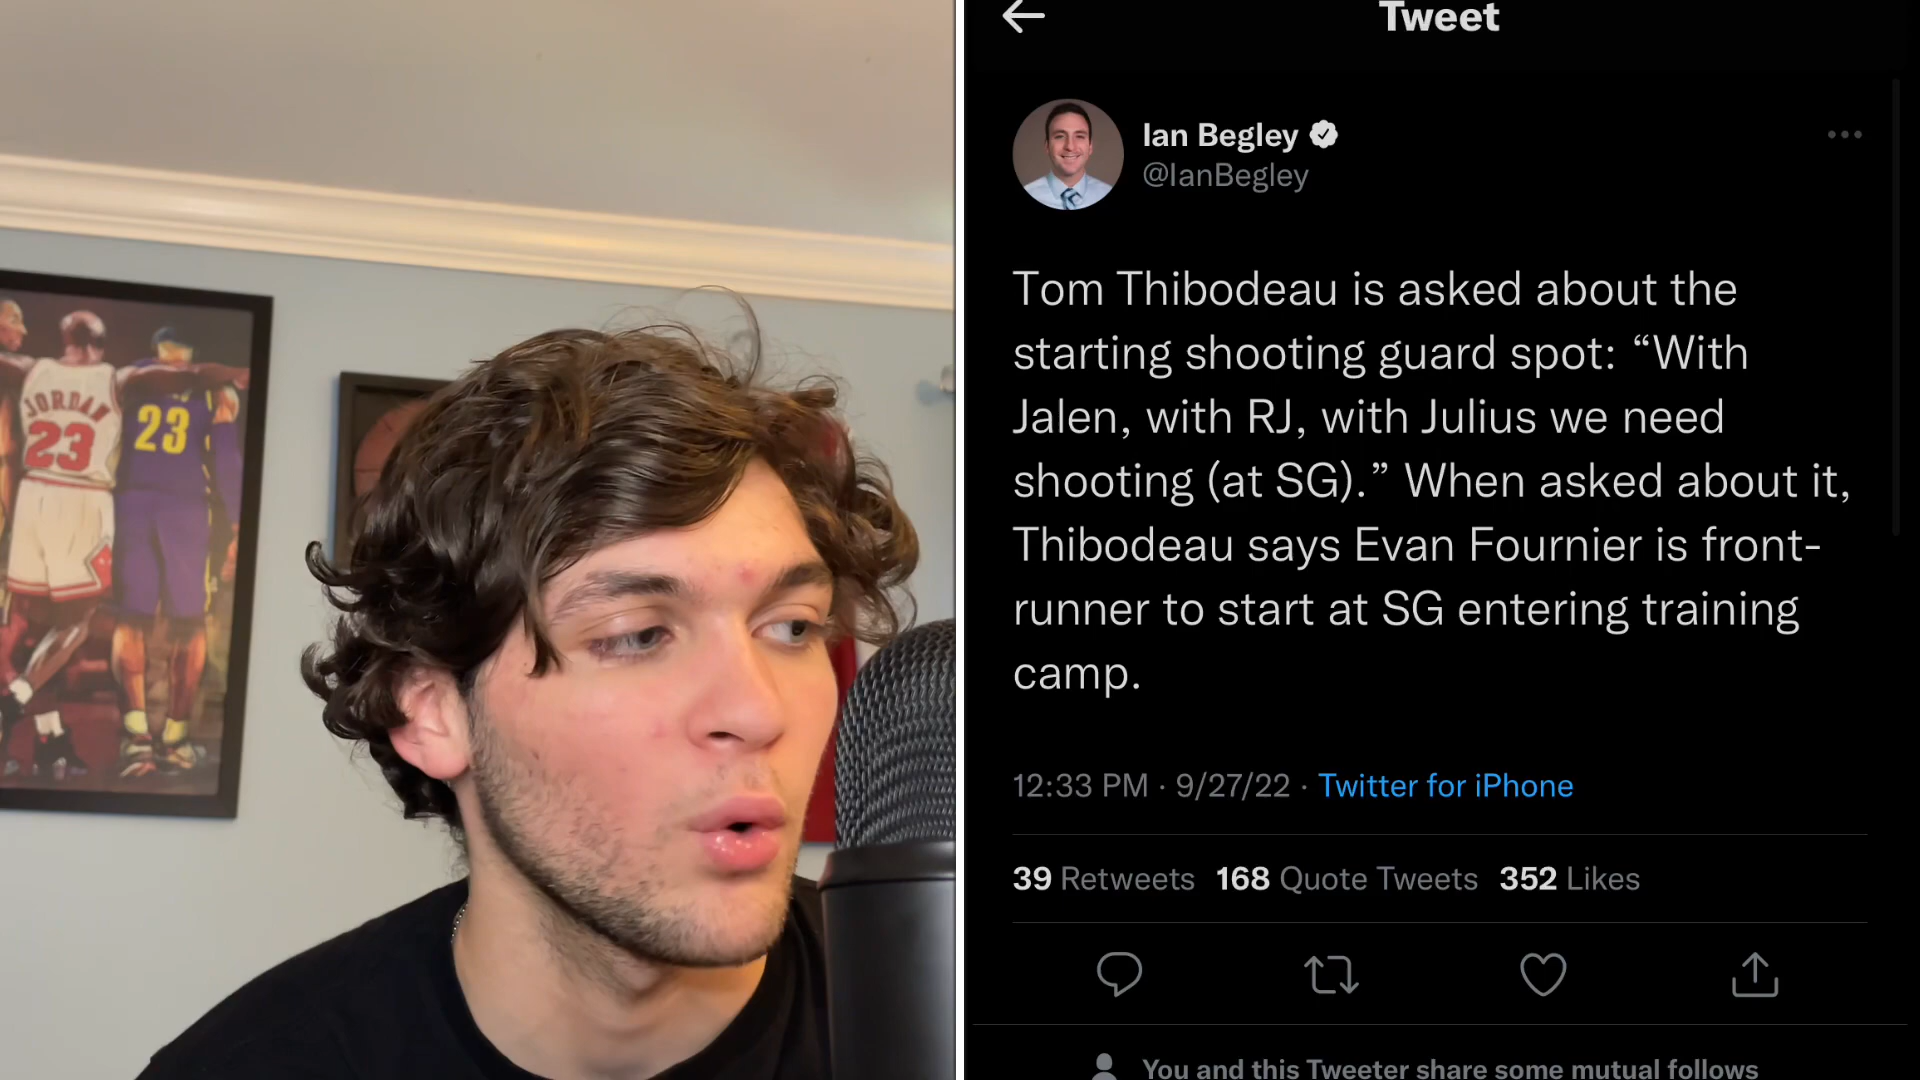 JORDAN
23
23
Tweet
Ian Begley
@IanBegley
Tom Thibodeau is asked about the
starting shooting guard spot: “With
Jalen, with RJ, with Julius we need
shooting (at SG).” When asked about it,
Thibodeau says Evan Fournier is front-
runner to start at SG entering training
camp.
12:33 PM · 9/27/22 · Twitter for iPhone
39 Retweets 168 Quote Tweets 352 Likes
You and this Tweeter share some mutual follows